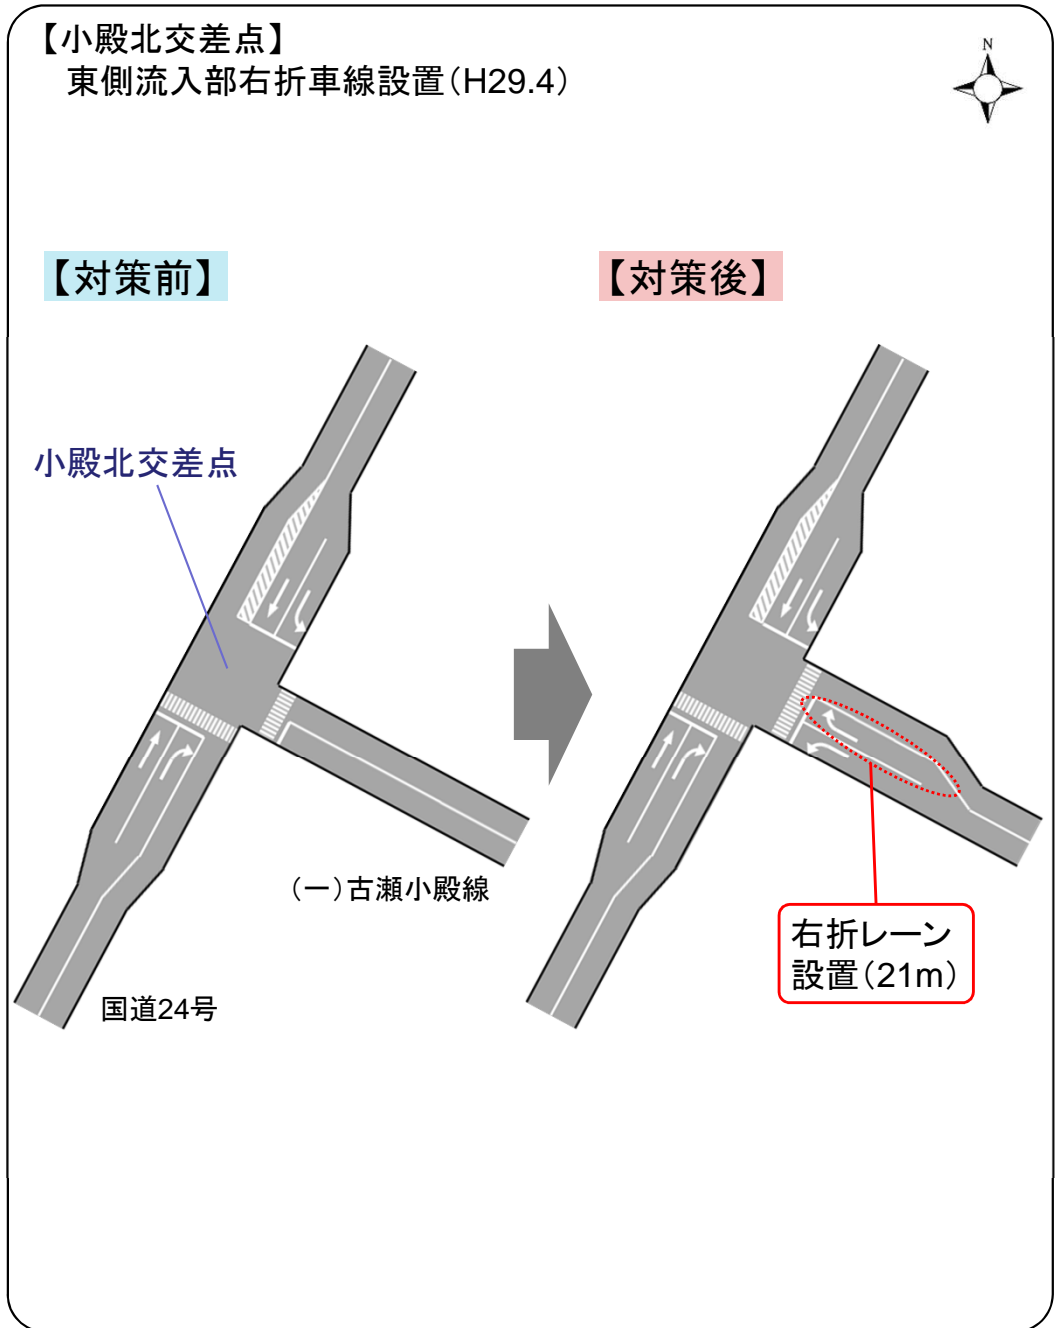 【小殿北交差点】
東側流入部右折車線設置（H29.4）
N
【対策前】
【対策後】
小殿北交差点
（一）古瀬小殿線
右折レーン
設置（21m）
国道24号